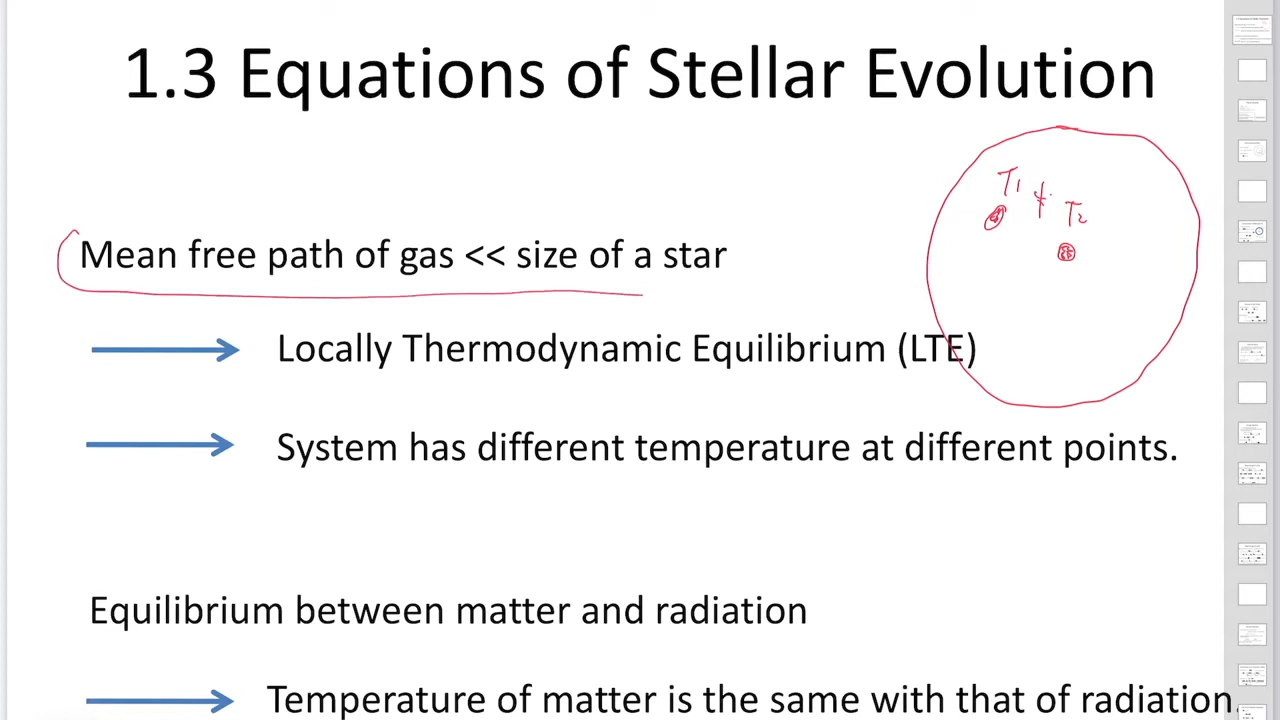 1.3 Equations of Stellar Evolution
T1 ≠ T2
Mean free path of gas << size of a star
Locally Thermodynamic Equilibrium (LTE)
System has different temperature at different points.
Equilibrium between matter and radiation
Temperature of matter is the same with that of radiation.